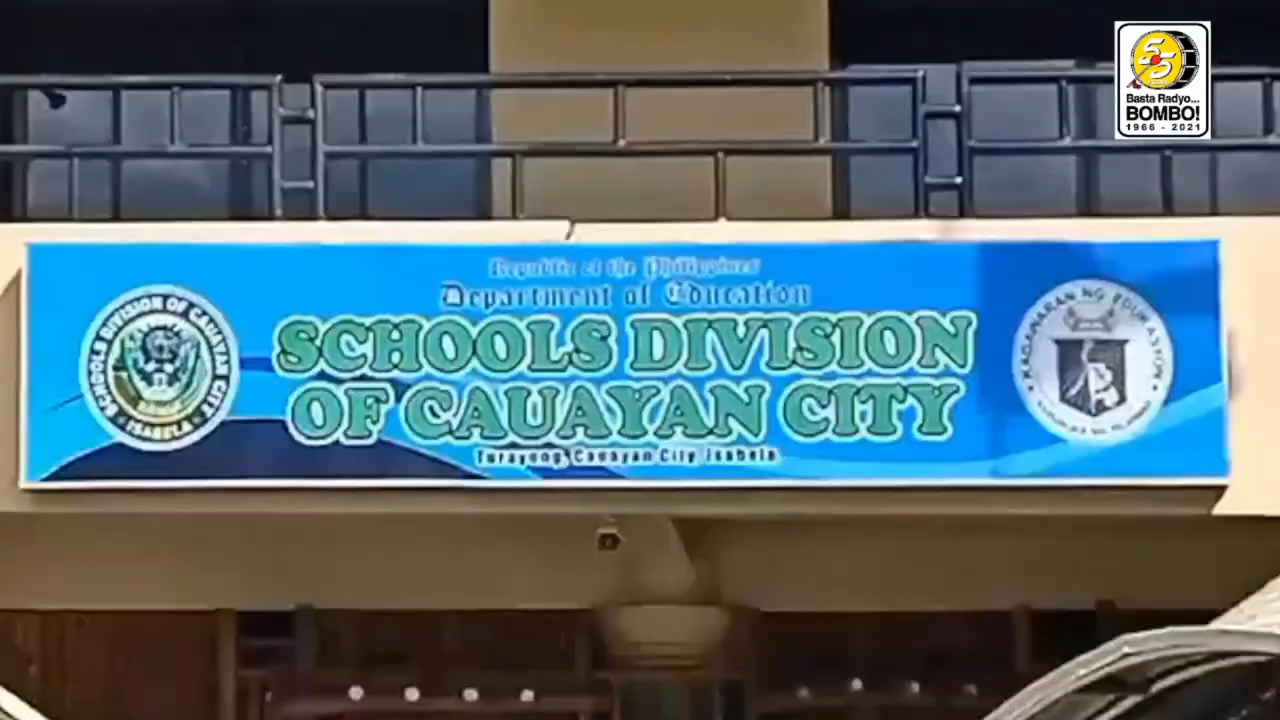 55
Basta Radyo...
BOMBO!
1966 - 2021
Republic of the Philippines
Department of Education
SCHOOLS DIVISION
OF CAUAYAN CITY
Turayong, Cauayan City, Isabela
SCHOOLS DIVISION OF CAUAYAN CITY
ISABELA
KAGAWARAN NG EDUKASYON